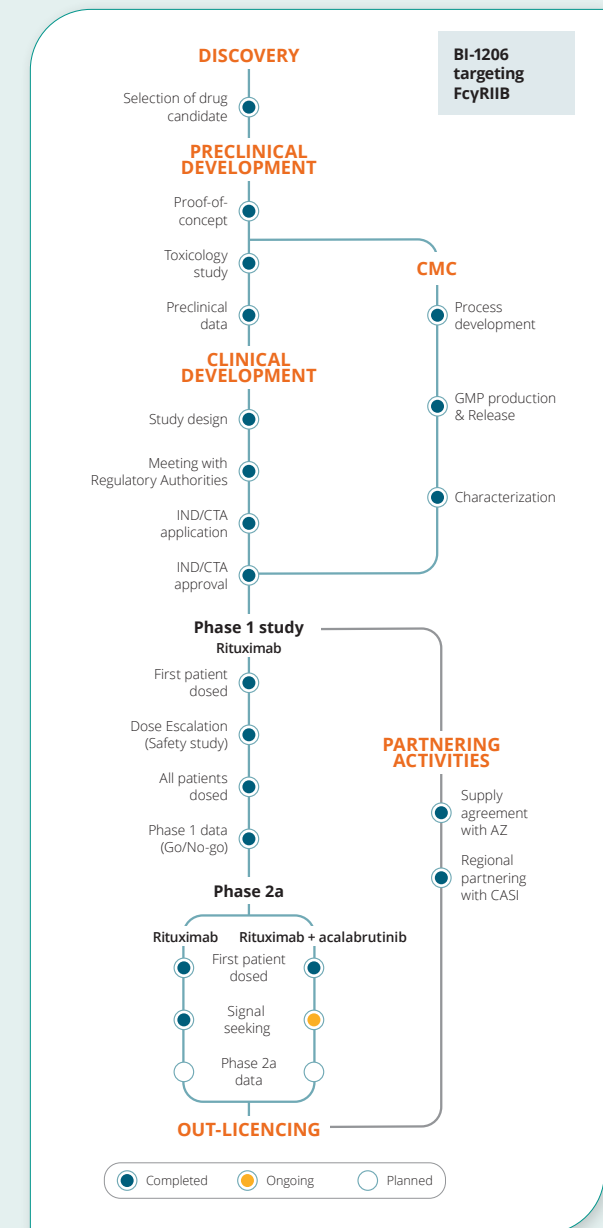 DISCOVERY
BI-1206
targeting
FcγRIIB
Selection of drug
candidate
PRECLINICAL
DEVELOPMENT
Proof-of-
concept
Toxicology
study
Preclinical
data
CMC
Process
development
GMP production
& Release
Characterization
CLINICAL
DEVELOPMENT
Study design
Meeting with
Regulatory Authorities
IND/CTA
application
IND/CTA
approval
Phase 1 study
Rituximab
First patient
dosed
Dose Escalation
(Safety study)
All patients
dosed
Phase 1 data
(Go/No-go)
PARTNERING
ACTIVITIES
Supply
agreement
with AZ
Regional
partnering
with CASI
Phase 2a
Rituximab
Rituximab + acalabrutinib
First patient
dosed
Signal
seeking
Phase 2a
data
OUT-LICENCING
Completed
Ongoing
Planned